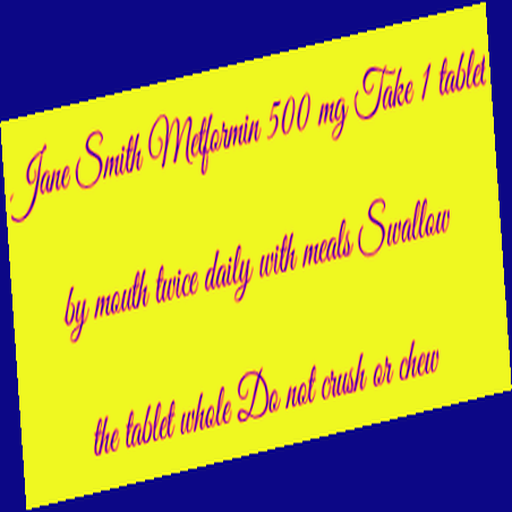 Jane Smith Metformin 500 mg Take 1 tablet
by mouth twice daily with meals Swallow
the tablet whole Do not crush or chew